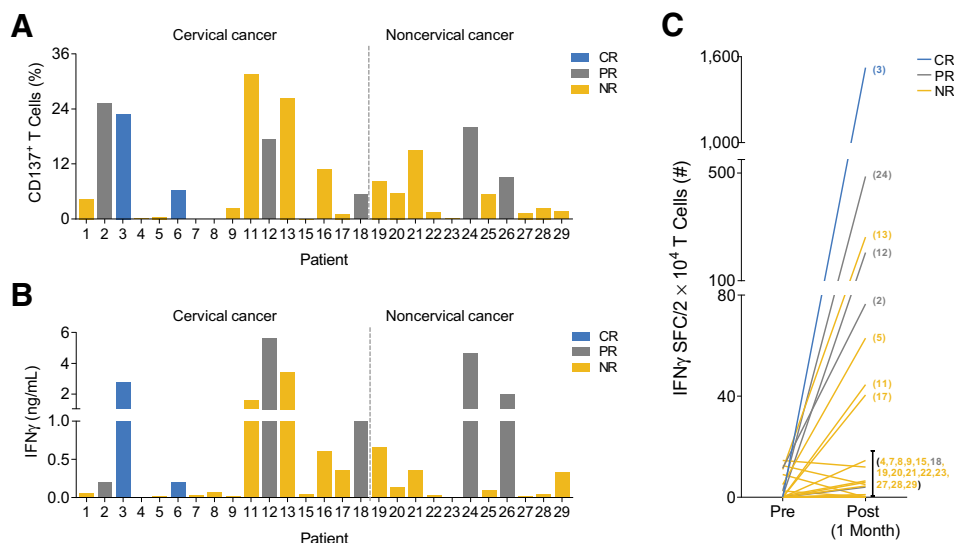 A
Cervical cancer
Noncervical cancer
CD137+ T Cells (%)
36
24
12
0
CR
PR
NR
1 2 3 4 5 6 7 8 9 11 12 13 15 16 17 18 19 20 21 22 23 24 25 26 27 28 29
Patient
B
Cervical cancer
Noncervical cancer
IFNγ (ng/mL)
6
4
2
1.0
0.5
0.0
CR
PR
NR
1 2 3 4 5 6 7 8 9 11 12 13 15 16 17 18 19 20 21 22 23 24 25 26 27 28 29
Patient
C
IFNγ SFC/2 × 10⁴ T Cells (#)
1,600
1,000
500
100
80
40
0
CR
PR
NR
(3)
(24)
(13)
(12)
(2)
(5)
(11)
(17)
(4,7,8,9,15,18,
19,20,21,22,23,
27,28,29)
Pre
Post
(1 Month)